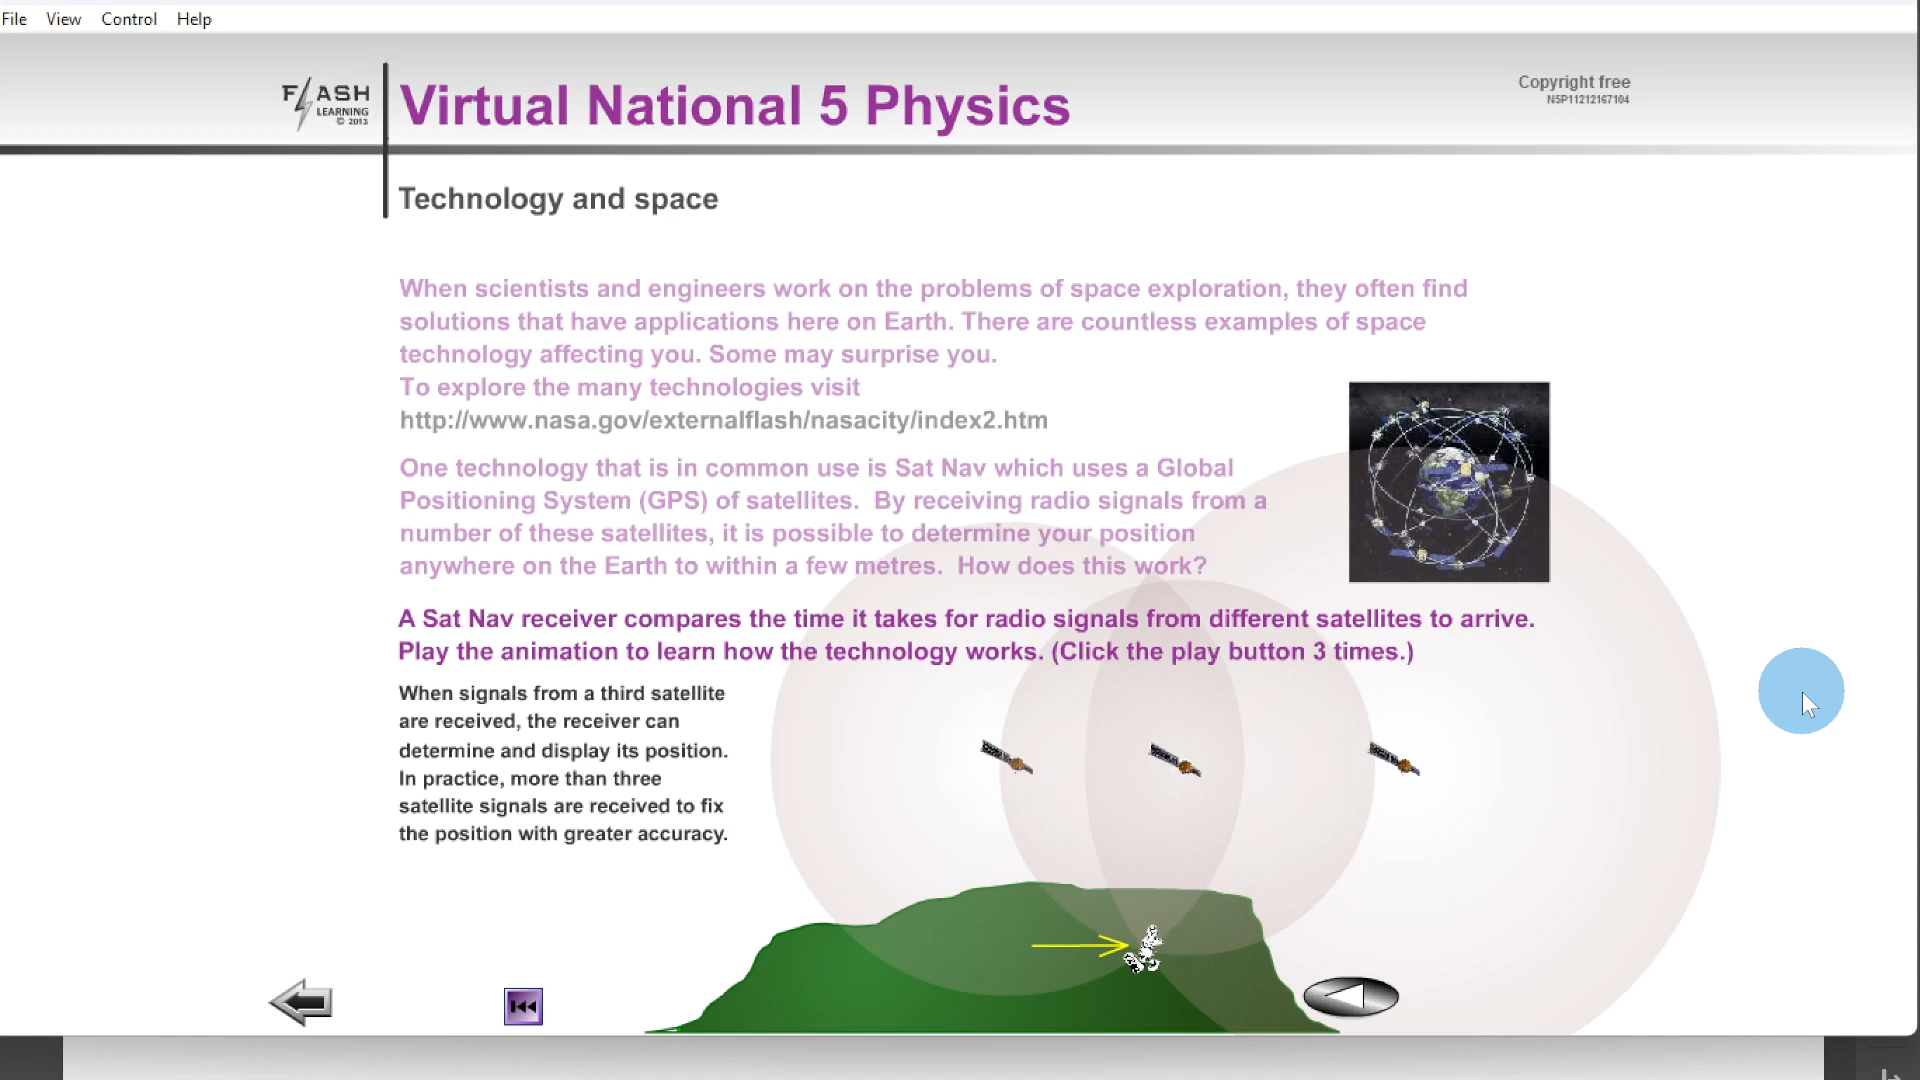 File View Control Help
FLASH
LEARNING
© 2013
Virtual National 5 Physics
Copyright free
N5P11212167104
Technology and space
When scientists and engineers work on the problems of space exploration, they often find
solutions that have applications here on Earth. There are countless examples of space
technology affecting you. Some may surprise you.
To explore the many technologies visit
http://www.nasa.gov/externalflash/nasacity/index2.htm
One technology that is in common use is Sat Nav which uses a Global
Positioning System (GPS) of satellites. By receiving radio signals from a
number of these satellites, it is possible to determine your position
anywhere on the Earth to within a few metres. How does this work?
A Sat Nav receiver compares the time it takes for radio signals from different satellites to arrive.
Play the animation to learn how the technology works. (Click the play button 3 times.)
When signals from a third satellite
are received, the receiver can
determine and display its position.
In practice, more than three
satellite signals are received to fix
the position with greater accuracy.